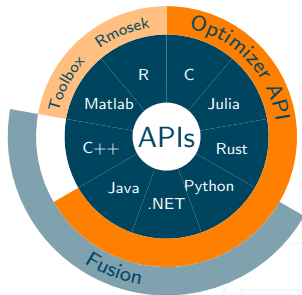 Toolbox
Rmosek
Optimizer API
R
C
Matlab
Julia
C++
APIs
Rust
Java
Python
.NET
Fusion